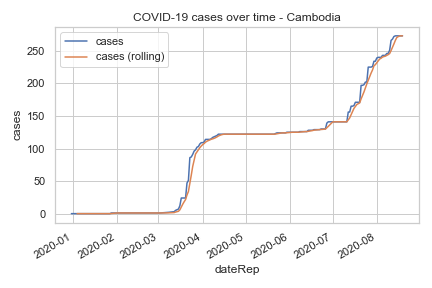 COVID-19 cases over time - Cambodia
cases
cases (rolling)
cases
250
200
150
100
50
0
2020-01
2020-02
2020-03
2020-04
2020-05
2020-06
2020-07
2020-08
dateRep